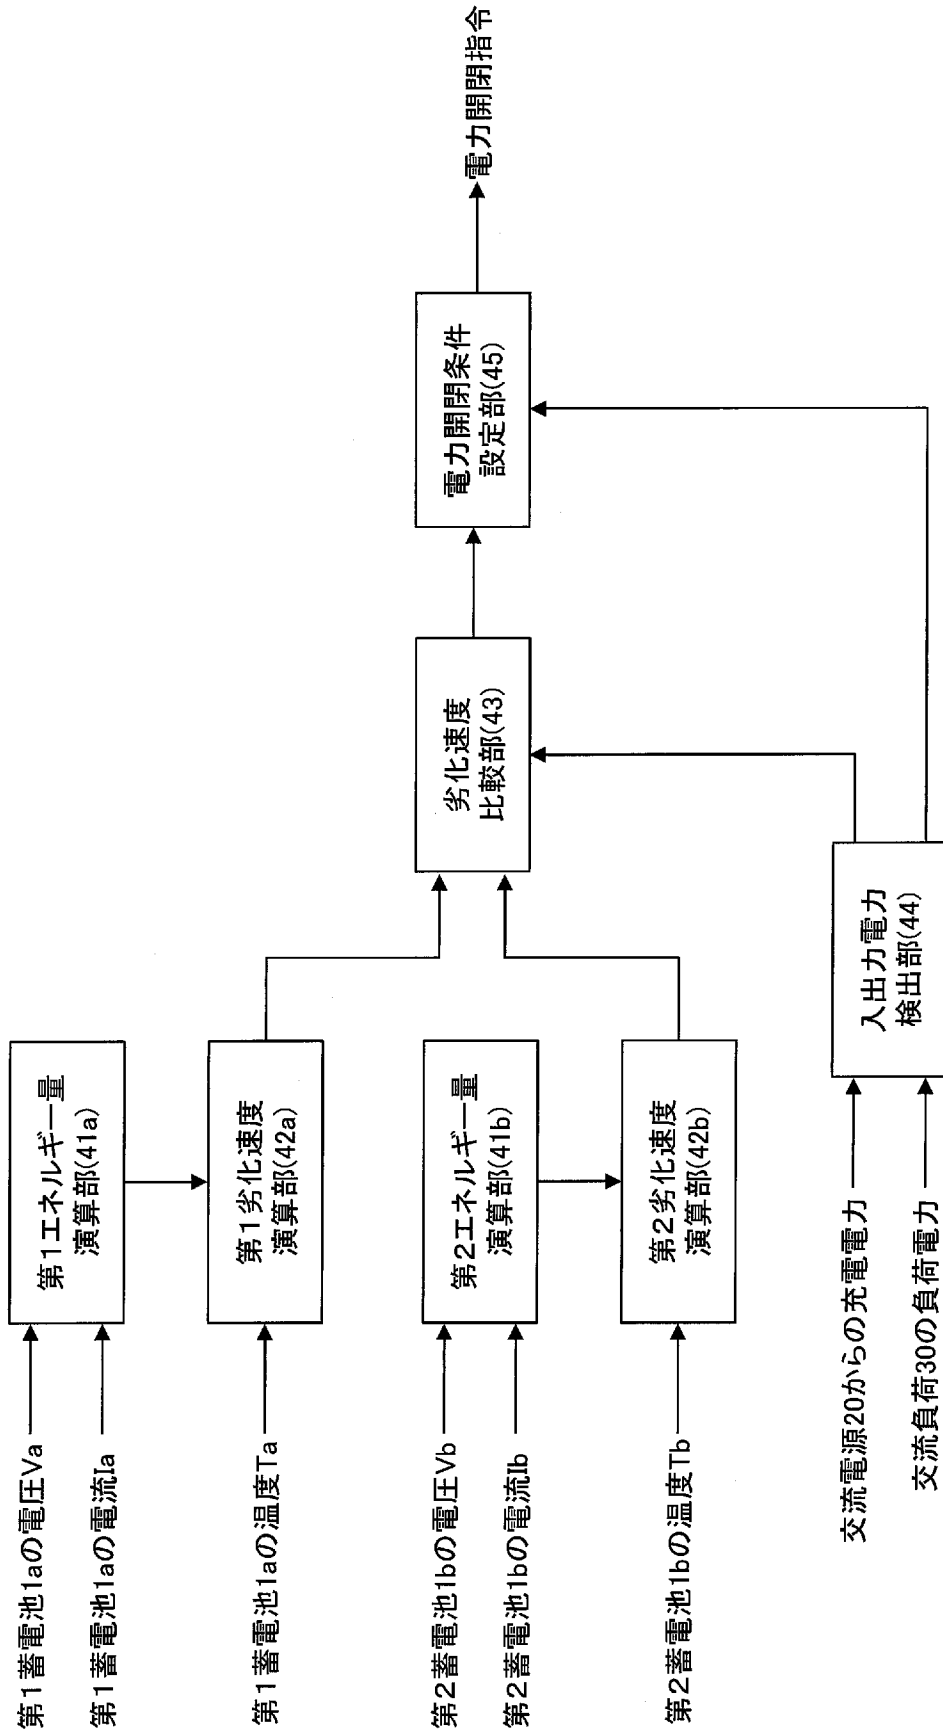 第1蓄電池1aの電圧Va
第1蓄電池1aの電流Ia
第1エネルギー量
演算部(41a)
第1蓄電池1aの温度Ta
第1劣化速度
演算部(42a)
第2蓄電池1bの電圧Vb
第2蓄電池1bの電流Ib
第2エネルギー量
演算部(41b)
第2蓄電池1bの温度Tb
第2劣化速度
演算部(42b)
交流電源20からの充電電力
交流負荷30の負荷電力
入出力電力
検出部(44)
劣化速度
比較部(43)
電力開閉条件
設定部(45)
電力開閉指令